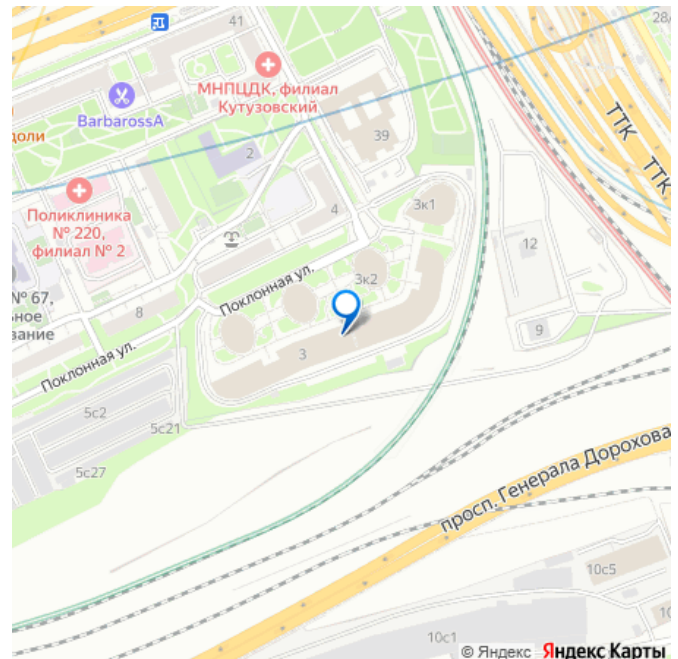 41
28/
МНПЦДК, филиал
Кутузовский
BarbarossA
доли
39
ТТК
ТТК
2
Поликлиника
№ 220,
филиал № 2
4
3к1
12
Поклонная ул.
3к2
№ 67,
ьное
зование
8
9
3
Поклонная ул.
5с2
5с21
5с27
просп. Генерала Дорохова
10с5
10с1
© Яндекс Яндекс Карты